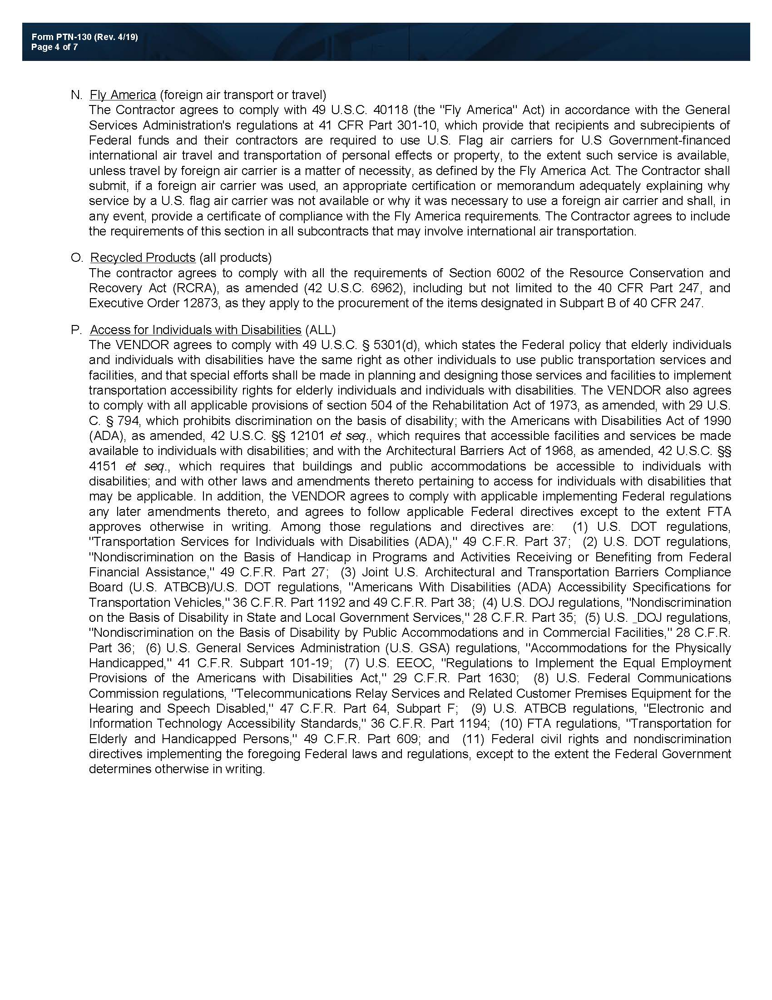 Form PTN-130 (Rev. 4/19)
Page 4 of 7
N. Fly America (foreign air transport or travel)
The Contractor agrees to comply with 49 U.S.C. 40118 (the "Fly America" Act) in accordance with the General
Services Administration's regulations at 41 CFR Part 301-10, which provide that recipients and subrecipients of
Federal funds and their contractors are required to use U.S. Flag air carriers for U.S Government-financed
international air travel and transportation of personal effects or property, to the extent such service is available,
unless travel by foreign air carrier is a matter of necessity, as defined by the Fly America Act. The Contractor shall
submit, if a foreign air carrier was used, an appropriate certification or memorandum adequately explaining why
service by a U.S. flag air carrier was not available or why it was necessary to use a foreign air carrier and shall, in
any event, provide a certificate of compliance with the Fly America requirements. The Contractor agrees to include
the requirements of this section in all subcontracts that may involve international air transportation.
O. Recycled Products (all products)
The contractor agrees to comply with all the requirements of Section 6002 of the Resource Conservation and
Recovery Act (RCRA), as amended (42 U.S.C. 6962), including but not limited to the 40 CFR Part 247, and
Executive Order 12873, as they apply to the procurement of the items designated in Subpart B of 40 CFR 247.
P. Access for Individuals with Disabilities (ALL)
The VENDOR agrees to comply with 49 U.S.C. § 5301(d), which states the Federal policy that elderly individuals
and individuals with disabilities have the same right as other individuals to use public transportation services and
facilities, and that special efforts shall be made in planning and designing those services and facilities to implement
transportation accessibility rights for elderly individuals and individuals with disabilities. The VENDOR also agrees
to comply with all applicable provisions of section 504 of the Rehabilitation Act of 1973, as amended, with 29 U.S.
C. § 794, which prohibits discrimination on the basis of disability; with the Americans with Disabilities Act of 1990
(ADA), as amended, 42 U.S.C. §§ 12101 et seq., which requires that accessible facilities and services be made
available to individuals with disabilities; and with the Architectural Barriers Act of 1968, as amended, 42 U.S.C. §§
4151 et seq., which requires that buildings and public accommodations be accessible to individuals with
disabilities; and with other laws and amendments thereto pertaining to access for individuals with disabilities that
may be applicable. In addition, the VENDOR agrees to comply with applicable implementing Federal regulations
any later amendments thereto, and agrees to follow applicable Federal directives except to the extent FTA
approves otherwise in writing. Among those regulations and directives are: (1) U.S. DOT regulations,
"Transportation Services for Individuals with Disabilities (ADA)," 49 C.F.R. Part 37; (2) U.S. DOT regulations,
"Nondiscrimination on the Basis of Handicap in Programs and Activities Receiving or Benefiting from Federal
Financial Assistance," 49 C.F.R. Part 27; (3) Joint U.S. Architectural and Transportation Barriers Compliance
Board (U.S. ATBCB)/U.S. DOT regulations, "Americans With Disabilities (ADA) Accessibility Specifications for
Transportation Vehicles," 36 C.F.R. Part 1192 and 49 C.F.R. Part 38; (4) U.S. DOJ regulations, "Nondiscrimination
on the Basis of Disability in State and Local Government Services," 28 C.F.R. Part 35; (5) U.S. _DOJ regulations,
"Nondiscrimination on the Basis of Disability by Public Accommodations and in Commercial Facilities," 28 C.F.R.
Part 36; (6) U.S. General Services Administration (U.S. GSA) regulations, "Accommodations for the Physically
Handicapped," 41 C.F.R. Subpart 101-19; (7) U.S. EEOC, "Regulations to Implement the Equal Employment
Provisions of the Americans with Disabilities Act," 29 C.F.R. Part 1630; (8) U.S. Federal Communications
Commission regulations, "Telecommunications Relay Services and Related Customer Premises Equipment for the
Hearing and Speech Disabled," 47 C.F.R. Part 64, Subpart F; (9) U.S. ATBCB regulations, "Electronic and
Information Technology Accessibility Standards," 36 C.F.R. Part 1194; (10) FTA regulations, "Transportation for
Elderly and Handicapped Persons," 49 C.F.R. Part 609; and (11) Federal civil rights and nondiscrimination
directives implementing the foregoing Federal laws and regulations, except to the extent the Federal Government
determines otherwise in writing.